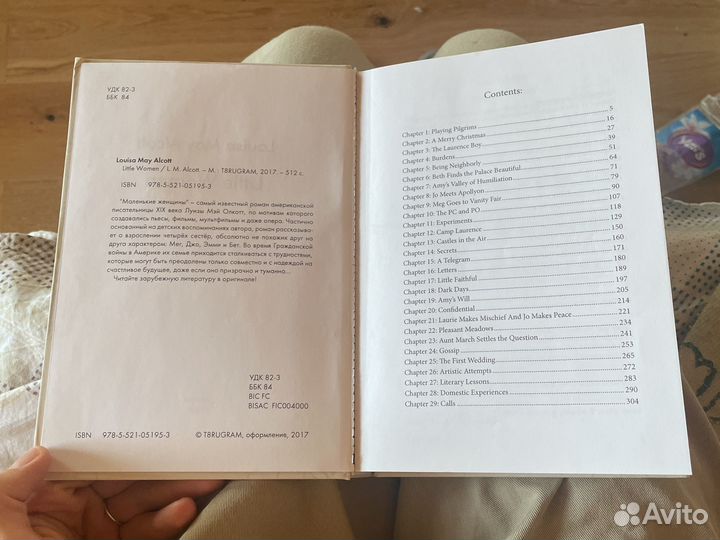 УДК 82-3
ББК 84
Louisa May Alcott
Little Women / L. M. Alcott. – М. T8RUGRAM, 2017. – 512 с.
ISBN 978-5-521-05195-3
"Маленькие женщины" – самый известный роман американской
писательницы XIX века Луизы Мэй Олкотт, по мотивам которого
создавались пьесы, фильмы, мультфильмы и даже опера. Частично
основанный на детских воспоминаниях автора, роман рассказыва-
ет о взрослении четырёх сестёр, абсолютно не похожих друг на
друга характером: Мег, Джо, Эмми и Бет. Во время Гражданской
войны в Америке их семье приходится сталкиваться с трудностями,
которые могут быть преодолены только совместно и с надеждой на
счастливое будущее, даже если оно призрачно и туманно...
Читайте зарубежную литературу в оригинале!
УДК 82-3
ББК 84
BIC FC
BISAC FIC004000
ISBN 978-5-521-05195-3
© T8RUGRAM, оформление, 2017
Contents:
Chapter 1: Playing Pilgrims 5
Chapter 2: A Merry Christmas 16
Chapter 3: The Laurence Boy 27
Chapter 4: Burdens 39
Chapter 5: Being Neighborly 51
Chapter 6: Beth Finds the Palace Beautiful 64
Chapter 7: Amy's Valley of Humiliation 71
Chapter 8: Jo Meets Apollyon 79
Chapter 9: Meg Goes to Vanity Fair 90
Chapter 10: The PC and PO 107
Chapter 11: Experiments 118
Chapter 12: Camp Laurence 131
Chapter 13: Castles in the Air 150
Chapter 14: Secrets 160
Chapter 15: A Telegram 171
Chapter 16: Letters 180
Chapter 17: Little Faithful 189
Chapter 18: Dark Days 197
Chapter 19: Amy's Will 205
Chapter 20: Confidential 214
Chapter 21: Laurie Makes Mischief And Jo Makes Peace 221
Chapter 22: Pleasant Meadows 234
Chapter 23: Aunt March Settles the Question 241
Chapter 24: Gossip 253
Chapter 25: The First Wedding 265
Chapter 26: Artistic Attempts 272
Chapter 27: Literary Lessons 283
Chapter 28: Domestic Experiences 290
Chapter 29: Calls 304
Avito